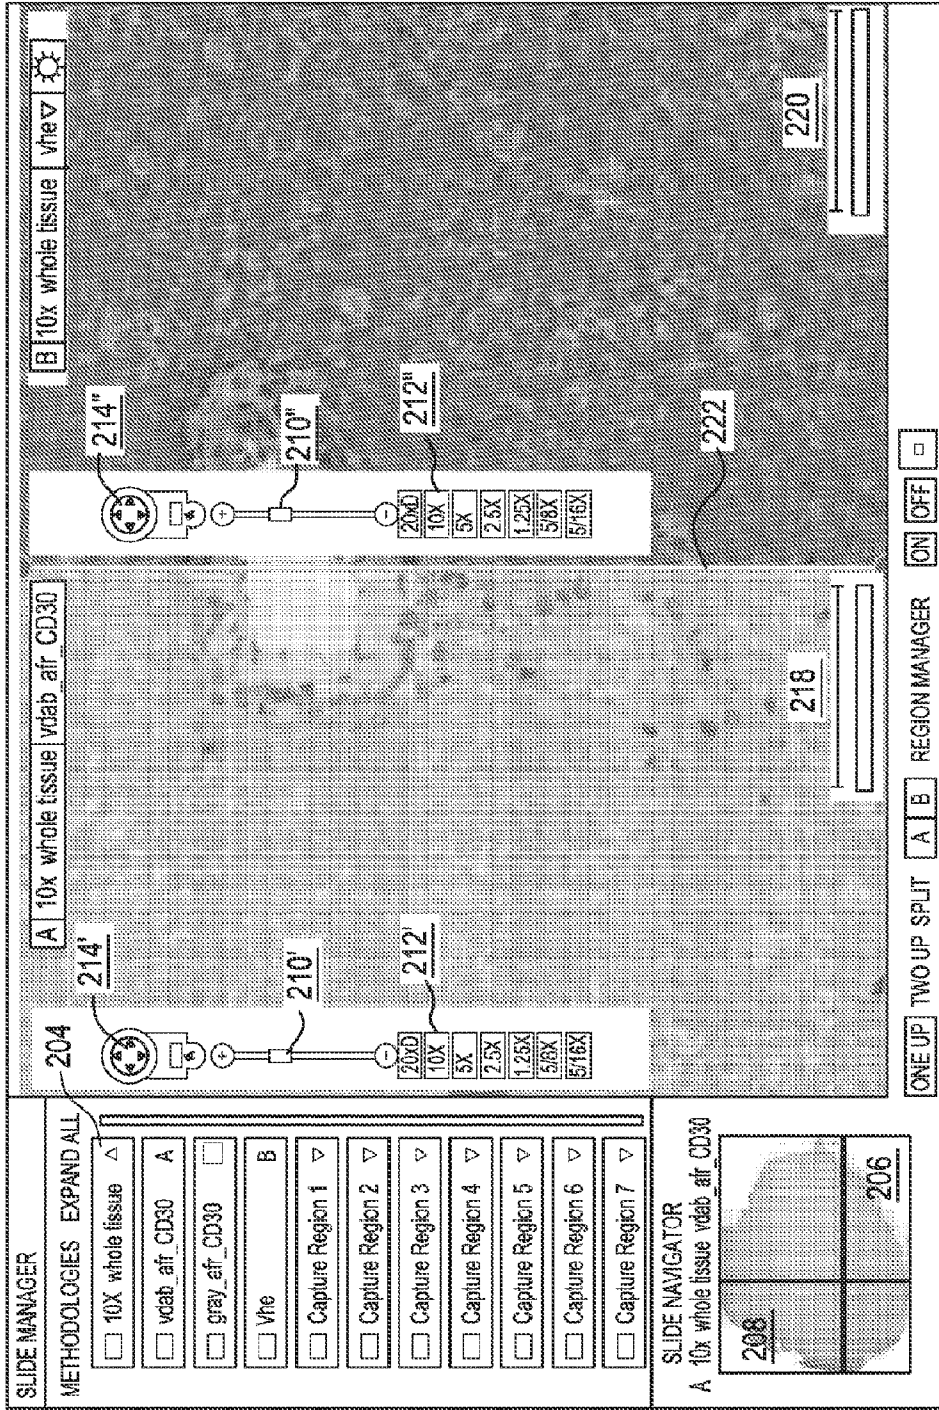 SLIDE MANAGER
METHODOLOGIES EXPAND ALL
204
10X whole tissue
vdab_afr_CD30 A
gray_afr_CD30
Vhe B
Capture Region 1
Capture Region 2
Capture Region 3
Capture Region 4
Capture Region 5
Capture Region 6
Capture Region 7
SLIDE NAVIGATOR
A 10x whole tissue vdab_afr_CD30
208
206
A 10x whole tissue vdab_afr_CD30
214'
210'
20xD
10X
5X
2.5X
1.25X
5/8X
5/16X
212'
218
B 10x whole tissue vhe
214"
210"
20xD
10X
5X
2.5X
1.25X
5/8X
5/16X
212"
222
220
ONE UP TWO UP SPLIT A B REGION MANAGER ON OFF